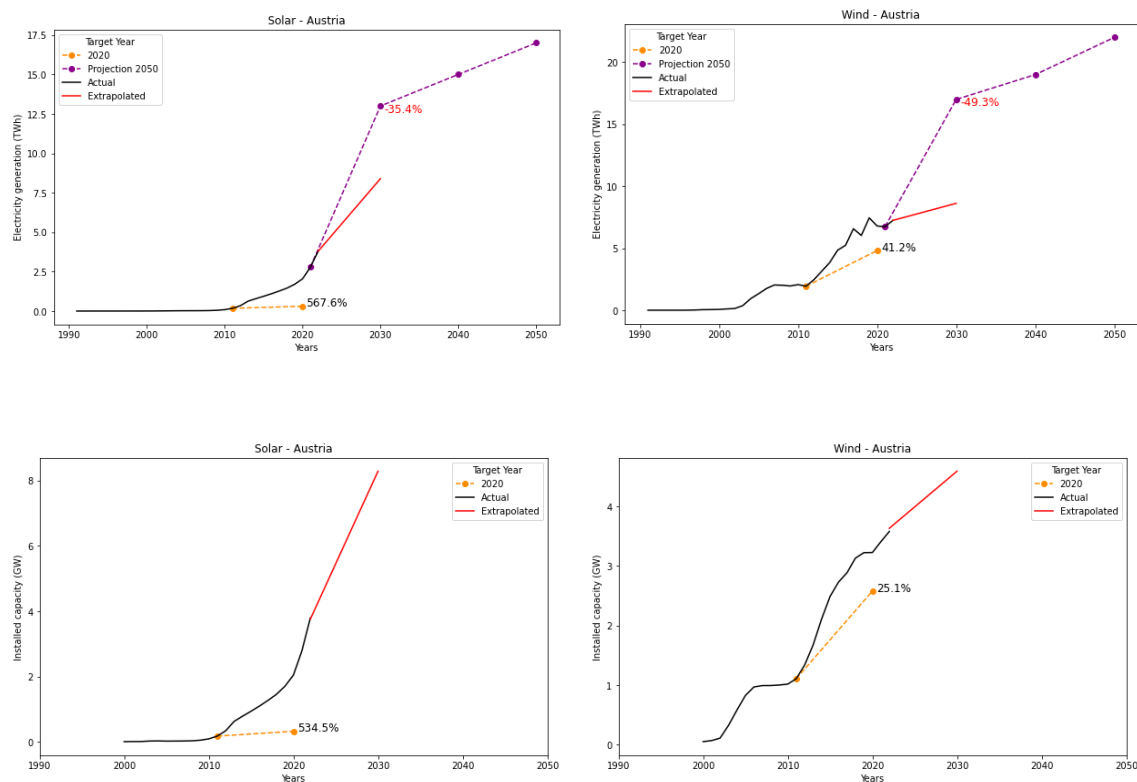 Solar - Austria
Electricity generation (TWh)
17.5
15.0
12.5
10.0
7.5
5.0
2.5
0.0
Target Year
2020
Projection 2050
Actual
Extrapolated
-35.4%
567.6%
1990 2000 2010 2020 2030 2040 2050
Years
Wind - Austria
Electricity generation (TWh)
20
15
10
5
0
Target Year
2020
Projection 2050
Actual
Extrapolated
-49.3%
41.2%
1990 2000 2010 2020 2030 2040 2050
Years
Solar - Austria
Installed capacity (GW)
8
6
4
2
0
Target Year
2020
Actual
Extrapolated
534.5%
1990 2000 2010 2020 2030 2040 2050
Years
Wind - Austria
Installed capacity (GW)
4
3
2
1
0
Target Year
2020
Actual
Extrapolated
25.1%
1990 2000 2010 2020 2030 2040 2050
Years